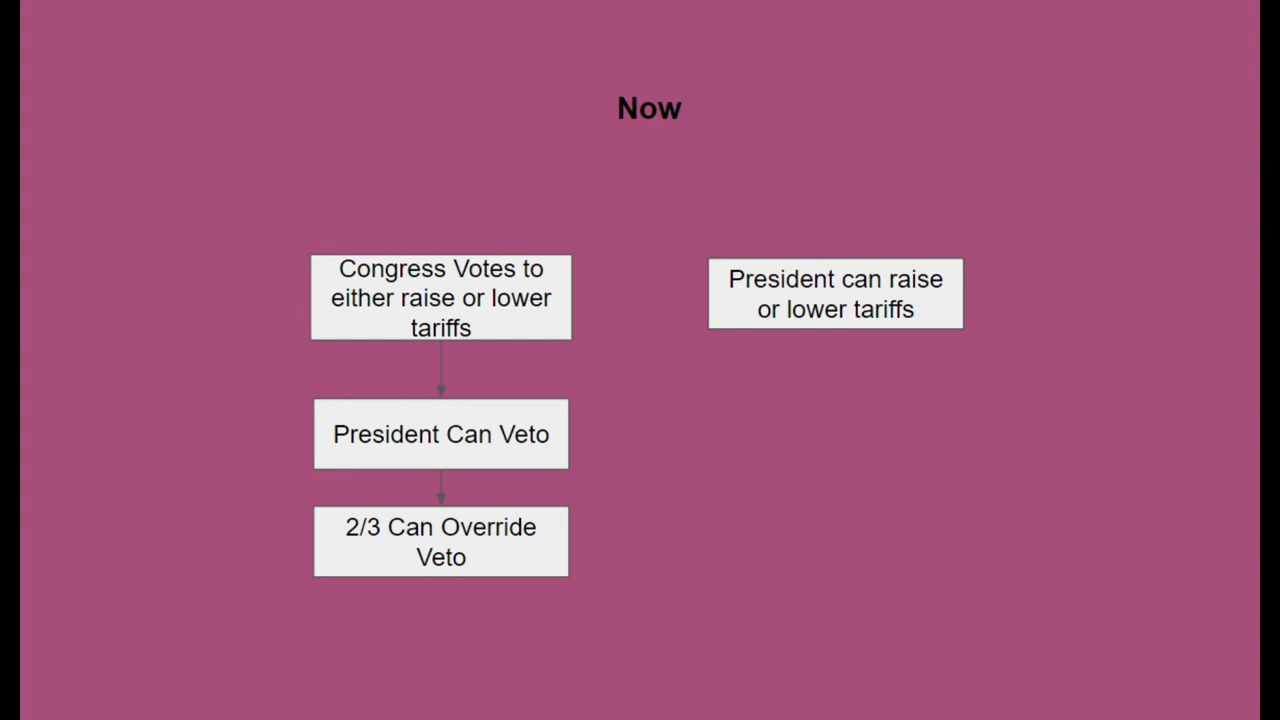 Now
Congress Votes to
either raise or lower
tariffs
President can raise
or lower tariffs
President Can Veto
2/3 Can Override
Veto